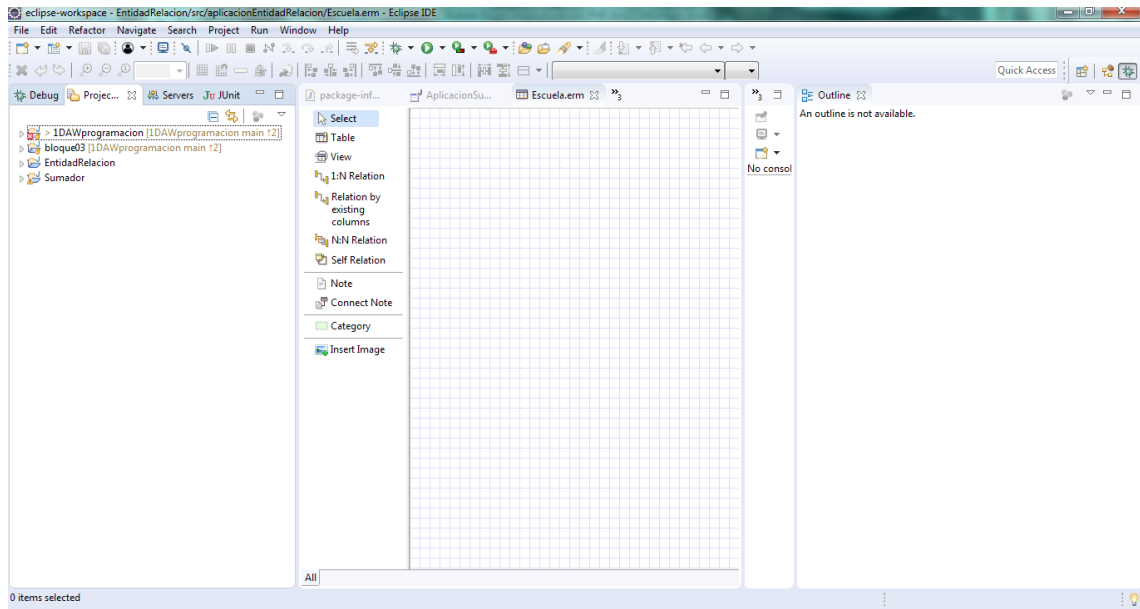 eclipse-workspace - EntidadRelacion/src/aplicacionEntidadRelacion/Escuela.erm - Eclipse IDE
File Edit Refactor Navigate Search Project Run Window Help
Quick Access
Debug Projec... Servers JU JUnit
package-inf... AplicacionSu... Escuela.erm »3
»3
Outline
> 1DAWprogramacion [1DAWprogramacion main ↑2]
bloque03 [1DAWprogramacion main ↑2]
EntidadRelacion
Sumador
Select
Table
View
1:N Relation
Relation by
existing
columns
N:N Relation
Self Relation
Note
Connect Note
Category
Insert Image
All
No consol
An outline is not available.
0 items selected